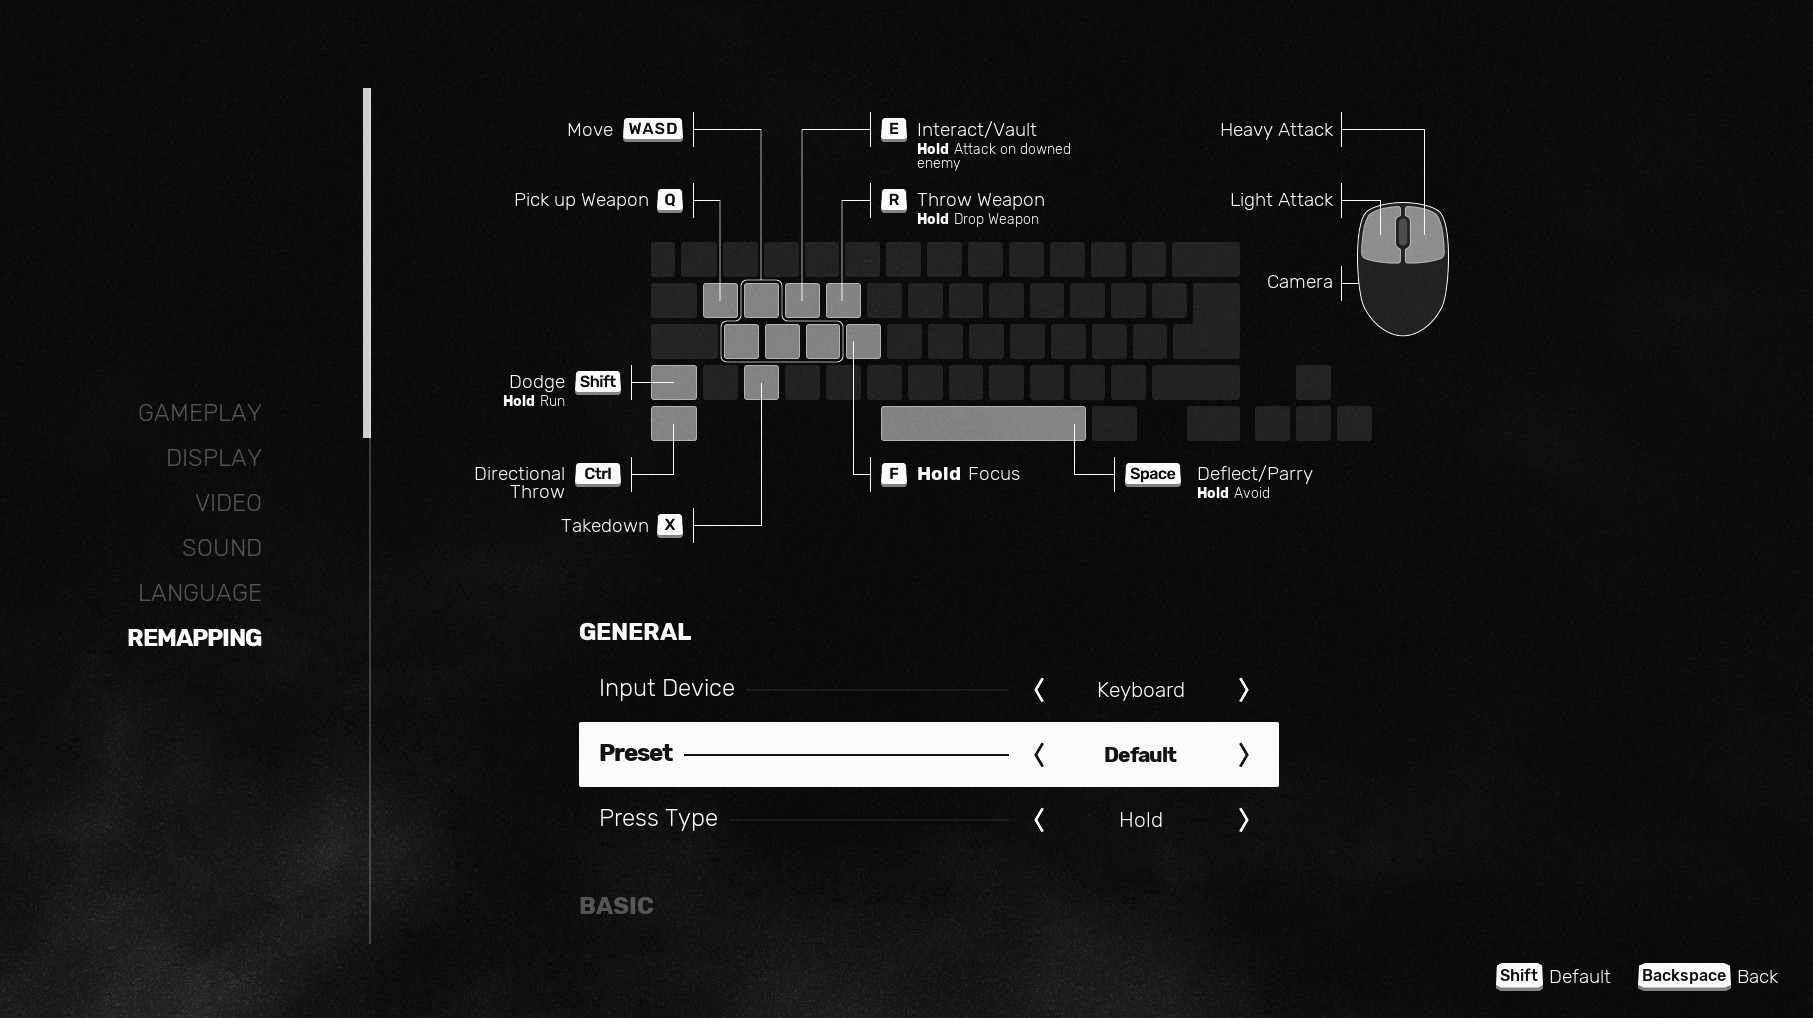 GAMEPLAY
DISPLAY
VIDEO
SOUND
LANGUAGE
REMAPPING
Move WASD
Pick up Weapon Q
E Interact/Vault
Hold Attack on downed
enemy
R Throw Weapon
Hold Drop Weapon
Heavy Attack
Light Attack
Camera
Dodge Shift
Hold Run
Directional Ctrl
Throw
Takedown X
F Hold Focus
Space Deflect/Parry
Hold Avoid
GENERAL
Input Device Keyboard
Preset Default
Press Type Hold
BASIC
Shift Default Backspace Back